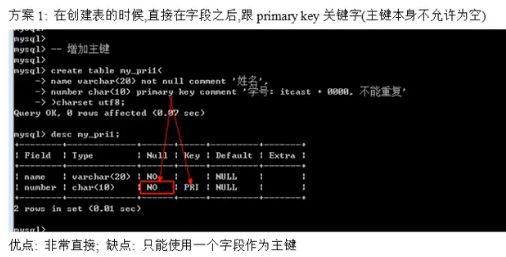 方案 1: 在创建表的时候,直接在字段之后,跟 primary key 关键字(主键本身不允许为空)
mysql>
mysql>
mysql> -- 增加主键
mysql>
mysql> create table my_pri1(
-> name varchar(20) not null comment '姓名',
-> number char(10) primary key comment '学号: itcast + 0000, 不能重复'
-> )charset utf8;
Query OK, 0 rows affected (0.07 sec)
mysql> desc my_pri1;
| Field | Type | Null | Key | Default | Extra |
| name | varchar(20) | NO | | NULL | |
| number | char(10) | NO | PRI | NULL | |
2 rows in set (0.01 sec)
mysql>
优点: 非常直接; 缺点: 只能使用一个字段作为主键